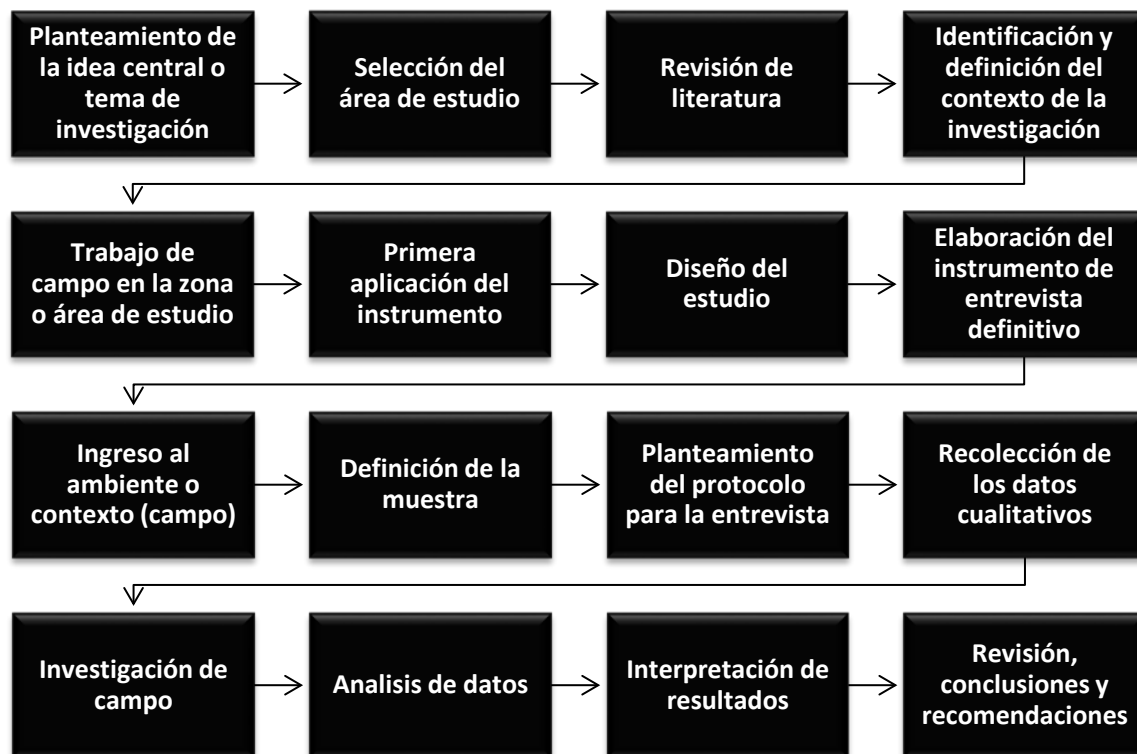 Planteamiento de
la idea central o
tema de
investigación
Selección del
área de estudio
Revisión de
literatura
Identificación y
definición del
contexto de la
investigación
Trabajo de
campo en la zona
o área de estudio
Primera
aplicación del
instrumento
Diseño del
estudio
Elaboración del
instrumento de
entrevista
definitivo
Ingreso al
ambiente o
contexto (campo)
Definición de la
muestra
Planteamiento
del protocolo
para la entrevista
Recolección de
los datos
cualitativos
Investigación de
campo
Analisis de datos
Interpretación de
resultados
Revisión,
conclusiones y
recomendaciones